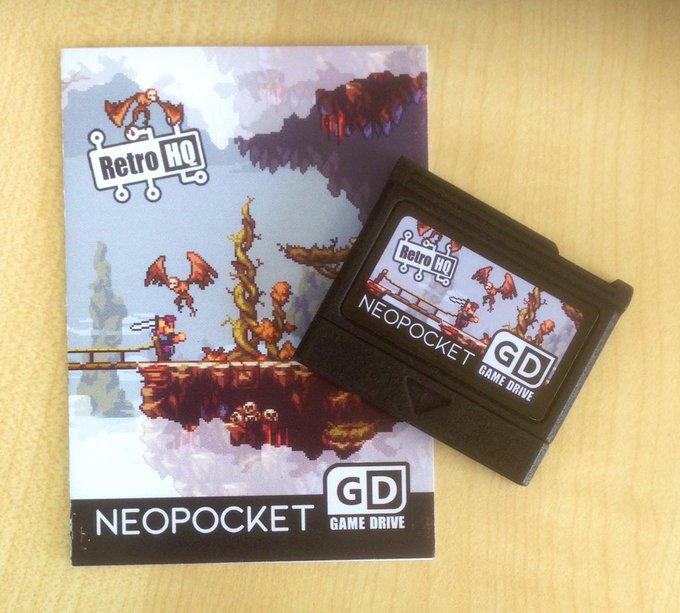 Retro HQ
NEOPOCKET
GD
GAME DRIVE
Retro HQ
NEOPOCKET
GD
GAME DRIVE